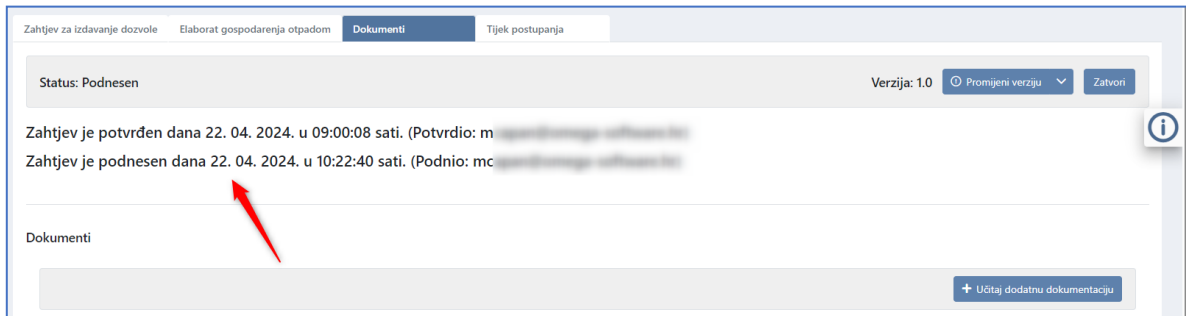 Zahtjev za izdavanje dozvole
Elaborat gospodarenja otpadom
Dokumenti
Tijek postupanja
Status: Podnesen
Verzija: 1.0
Promijeni verziju
Zatvori
Zahtjev je potvrđen dana 22. 04. 2024. u 09:00:08 sati. (Potvrdio: m
Zahtjev je podnesen dana 22. 04. 2024. u 10:22:40 sati. (Podnio: mc
Dokumenti
+ Učitaj dodatnu dokumentaciju